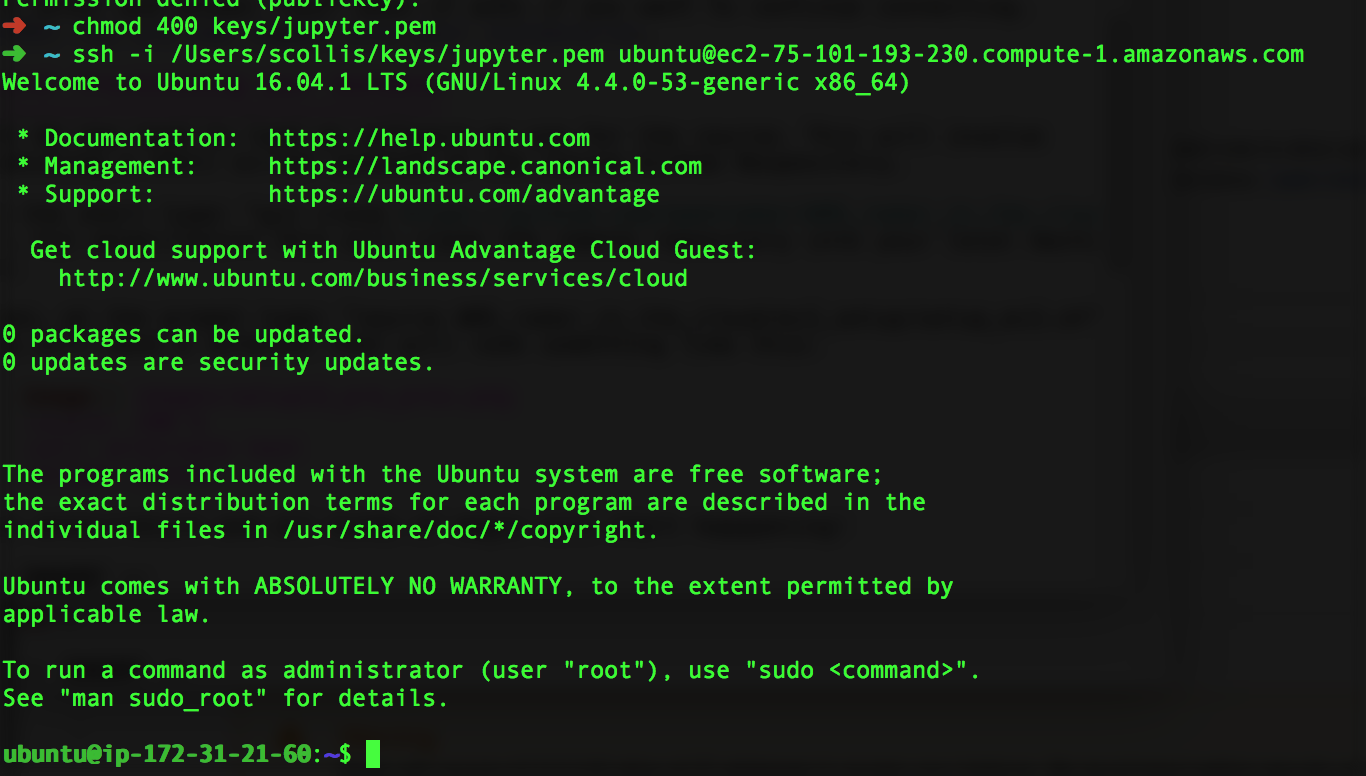 Permission denied (publickey).
➜ ~ chmod 400 keys/jupyter.pem
➜ ~ ssh -i /Users/scollis/keys/jupyter.pem ubuntu@ec2-75-101-193-230.compute-1.amazonaws.com
Welcome to Ubuntu 16.04.1 LTS (GNU/Linux 4.4.0-53-generic x86_64)
* Documentation: https://help.ubuntu.com
* Management: https://landscape.canonical.com
* Support: https://ubuntu.com/advantage
Get cloud support with Ubuntu Advantage Cloud Guest:
http://www.ubuntu.com/business/services/cloud
0 packages can be updated.
0 updates are security updates.
The programs included with the Ubuntu system are free software;
the exact distribution terms for each program are described in the
individual files in /usr/share/doc/*/copyright.
Ubuntu comes with ABSOLUTELY NO WARRANTY, to the extent permitted by
applicable law.
To run a command as administrator (user "root"), use "sudo <command>".
See "man sudo_root" for details.
ubuntu@ip-172-31-21-60:~$